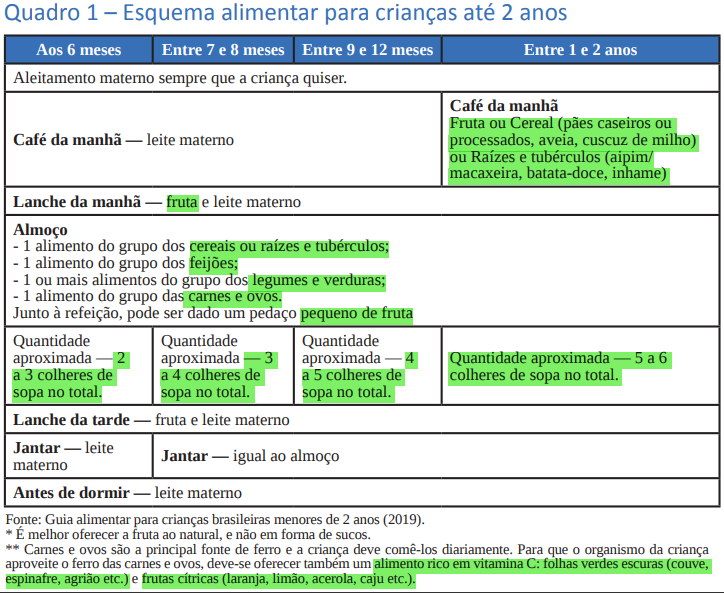 Quadro 1 – Esquema alimentar para crianças até 2 anos
Aos 6 meses
Entre 7 e 8 meses
Entre 9 e 12 meses
Entre 1 e 2 anos
Aleitamento materno sempre que a criança quiser.
Café da manhã — leite materno
Café da manhã
Fruta ou Cereal (pães caseiros ou
processados, aveia, cuscuz de milho)
ou Raízes e tubérculos (aipim/
macaxeira, batata-doce, inhame)
Lanche da manhã — fruta e leite materno
Almoço
- 1 alimento do grupo dos cereais ou raízes e tubérculos;
- 1 alimento do grupo dos feijões;
- 1 ou mais alimentos do grupo dos legumes e verduras;
- 1 alimento do grupo das carnes e ovos.
Junto à refeição, pode ser dado um pedaço pequeno de fruta
Quantidade
aproximada — 2
a 3 colheres de
sopa no total.
Quantidade
aproximada — 3
a 4 colheres de
sopa no total.
Quantidade
aproximada — 4
a 5 colheres de
sopa no total.
Quantidade aproximada — 5 a 6
colheres de sopa no total.
Lanche da tarde — fruta e leite materno
Jantar — leite
materno
Jantar — igual ao almoço
Antes de dormir — leite materno
Fonte: Guia alimentar para crianças brasileiras menores de 2 anos (2019).
* É melhor oferecer a fruta ao natural, e não em forma de sucos.
** Carnes e ovos são a principal fonte de ferro e a criança deve comê-los diariamente. Para que o organismo da criança
aproveite o ferro das carnes e ovos, deve-se oferecer também um alimento rico em vitamina C: folhas verdes escuras (couve,
espinafre, agrião etc.) e frutas cítricas (laranja, limão, acerola, caju etc.).